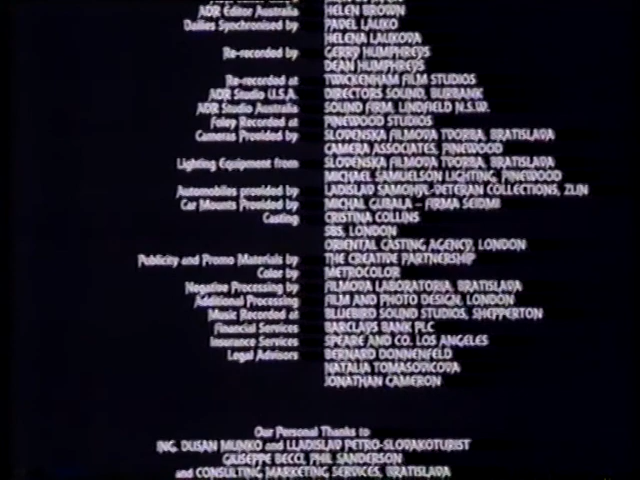 ADR Editor Australia HELEN BROWN
Dailies Synchronised by PAVEL LAUKO
HELENA LAUKOVA
Re-recorded by GERRY HUMPHREYS
DEAN HUMPHREYS
Re-recorded at TWICKENHAM FILM STUDIOS
ADR Studio U.S.A. DIRECTORS SOUND, BURBANK
ADR Studio Australia SOUND FIRM, LINDFIELD N.S.W.
Foley Recorded at PINEWOOD STUDIOS
Cameras Provided by SLOVENSKA FILMOVA TVORBA, BRATISLAVA
CAMERA ASSOCIATES, PINEWOOD
Lighting Equipment from SLOVENSKA FILMOVA TVORBA, BRATISLAVA
MICHAEL SAMUELSON LIGHTING, PINEWOOD
Automobiles provided by LADISLAV SAMOHYL-VETERAN COLLECTIONS, ZLIN
Car Mounts Provided by MICHAL GUBALA – FIRMA SEIDMI
Casting CRISTINA COLLINS
SBS, LONDON
ORIENTAL CASTING AGENCY, LONDON
Publicity and Promo Materials by THE CREATIVE PARTNERSHIP
Color by METROCOLOR
Negative Processing by FILMOVA LABORATORIA, BRATISLAVA
Additional Processing FILM AND PHOTO DESIGN, LONDON
Music Recorded at BLUEBIRD SOUND STUDIOS, SHEPPERTON
Financial Services BARCLAYS BANK PLC
Insurance Services SPEARE AND CO. LOS ANGELES
Legal Advisors BERNARD DONNENFELD
NATALIA TOMASOVICOVA
JONATHAN CAMERON
Our Personal Thanks to
ING. DUSAN MUNKO and LLADISLAV PETRO-SLOVAKOTURIST
GIUSEPPE BECCI, PHIL SANDERSON
and CONSULTING MARKETING SERVICES, BRATISLAVA